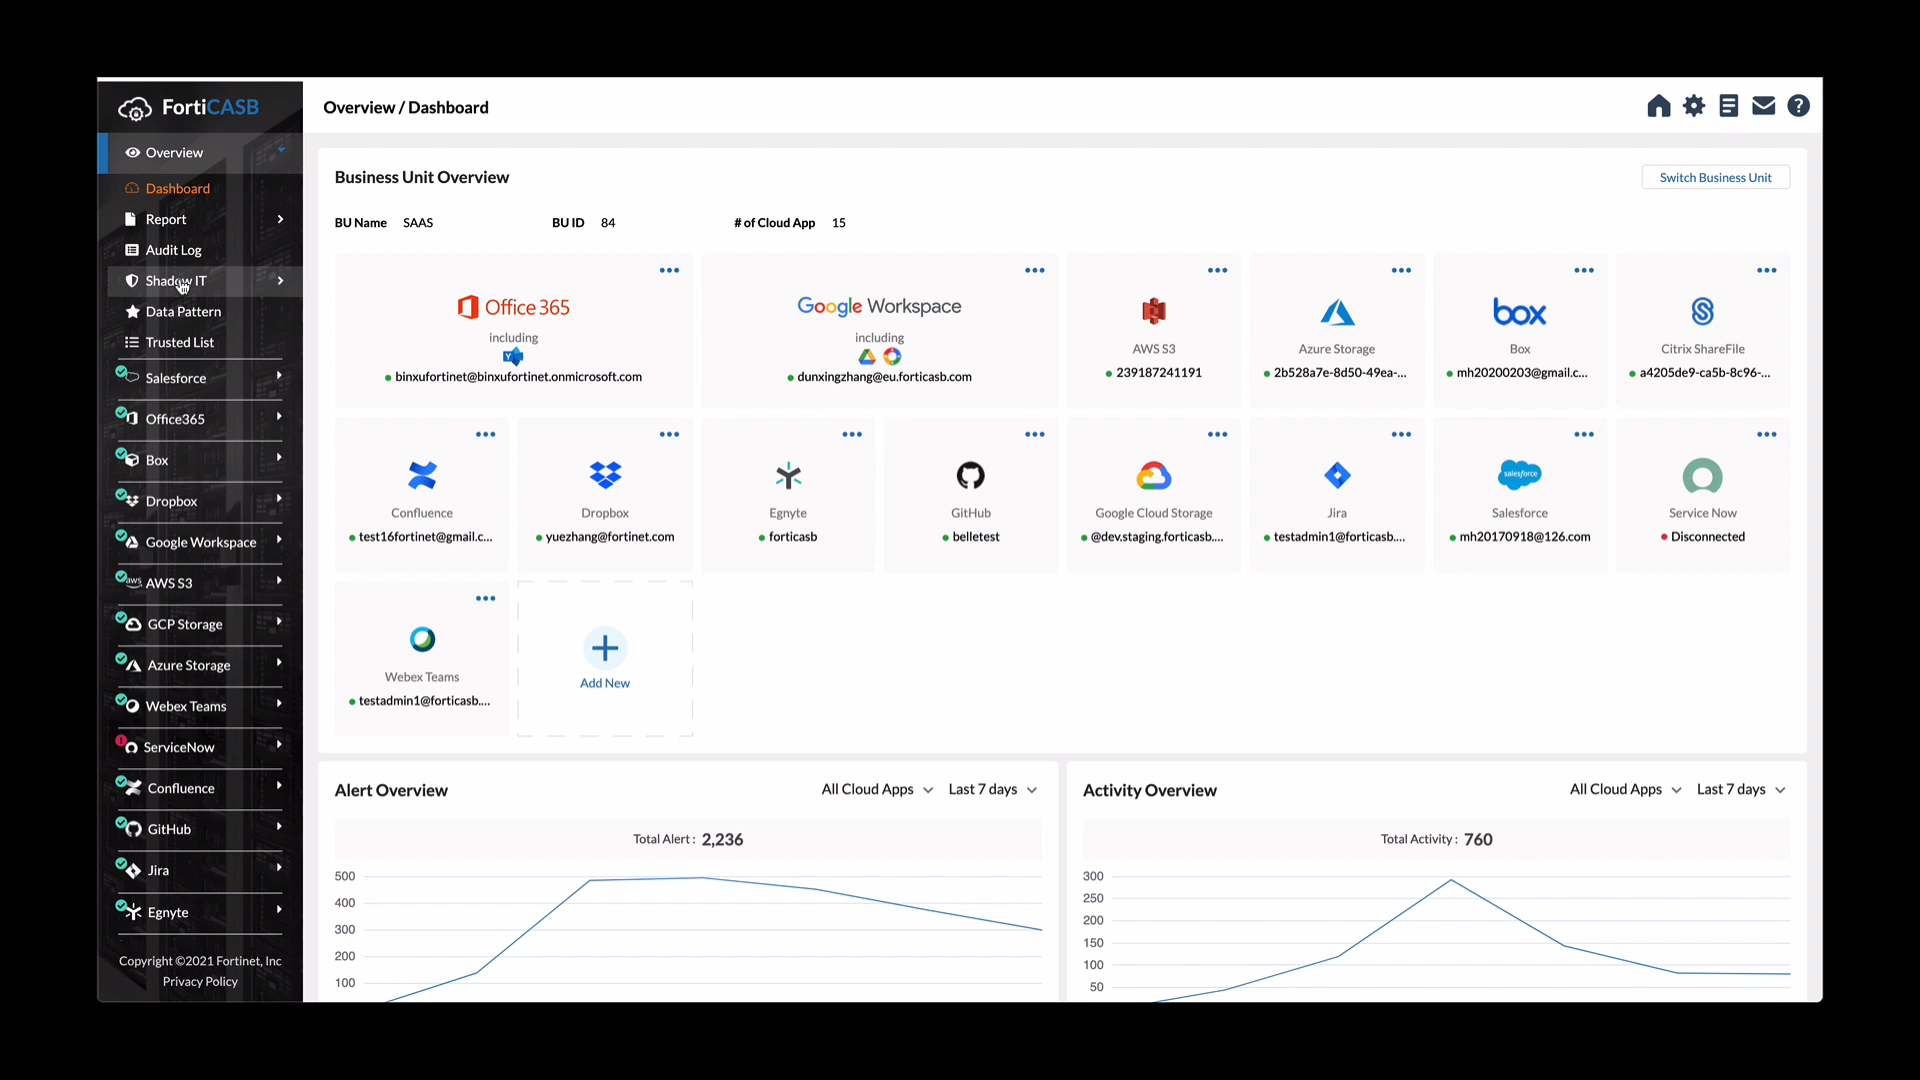 FortiCASB
Overview
Dashboard
Report
Audit Log
Shadow IT
Data Pattern
Trusted List
Salesforce
Office365
Box
Dropbox
Google Workspace
aws AWS S3
GCP Storage
Azure Storage
Webex Teams
ServiceNow
Confluence
GitHub
Jira
Egnyte
Copyright ©2021 Fortinet, Inc
Privacy Policy
Overview / Dashboard
Business Unit Overview
Switch Business Unit
BU Name SAAS BU ID 84 # of Cloud App 15
Office 365
including
binxufortinet@binxufortinet.onmicrosoft.com
Google Workspace
including
dunxingzhang@eu.forticasb.com
AWS S3
239187241191
Azure Storage
2b528a7e-8d50-49ea-...
box
Box
mh20200203@gmail.c...
Citrix ShareFile
a4205de9-ca5b-8c96-...
Confluence
test16fortinet@gmail.c...
Dropbox
yuezhang@fortinet.com
Egnyte
forticasb
GitHub
belletest
Google Cloud Storage
@dev.staging.forticasb....
Jira
testadmin1@forticasb....
salesforce
Salesforce
mh20170918@126.com
Service Now
Disconnected
Webex Teams
testadmin1@forticasb....
Add New
Alert Overview
All Cloud Apps Last 7 days
Total Alert : 2,236
500
400
300
200
100
Activity Overview
All Cloud Apps Last 7 days
Total Activity : 760
300
250
200
150
100
50